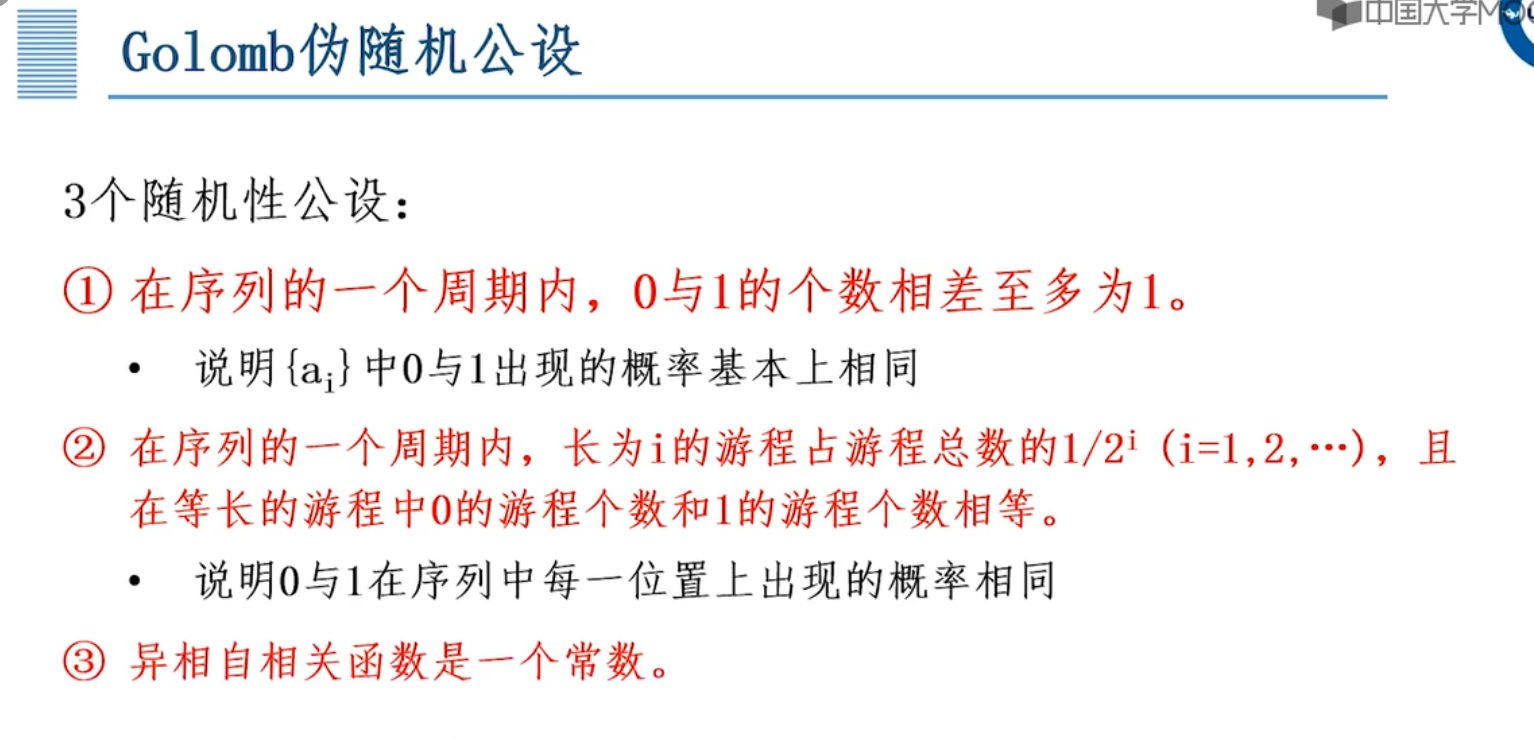 中国大学MO
Golomb伪随机公设
3个随机性公设：
① 在序列的一个周期内，0与1的个数相差至多为1。
• 说明{aᵢ}中0与1出现的概率基本上相同
② 在序列的一个周期内，长为i的游程占游程总数的1/2ⁱ (i=1,2,…)，且
在等长的游程中0的游程个数和1的游程个数相等。
• 说明0与1在序列中每一位置上出现的概率相同
③ 异相自相关函数是一个常数。